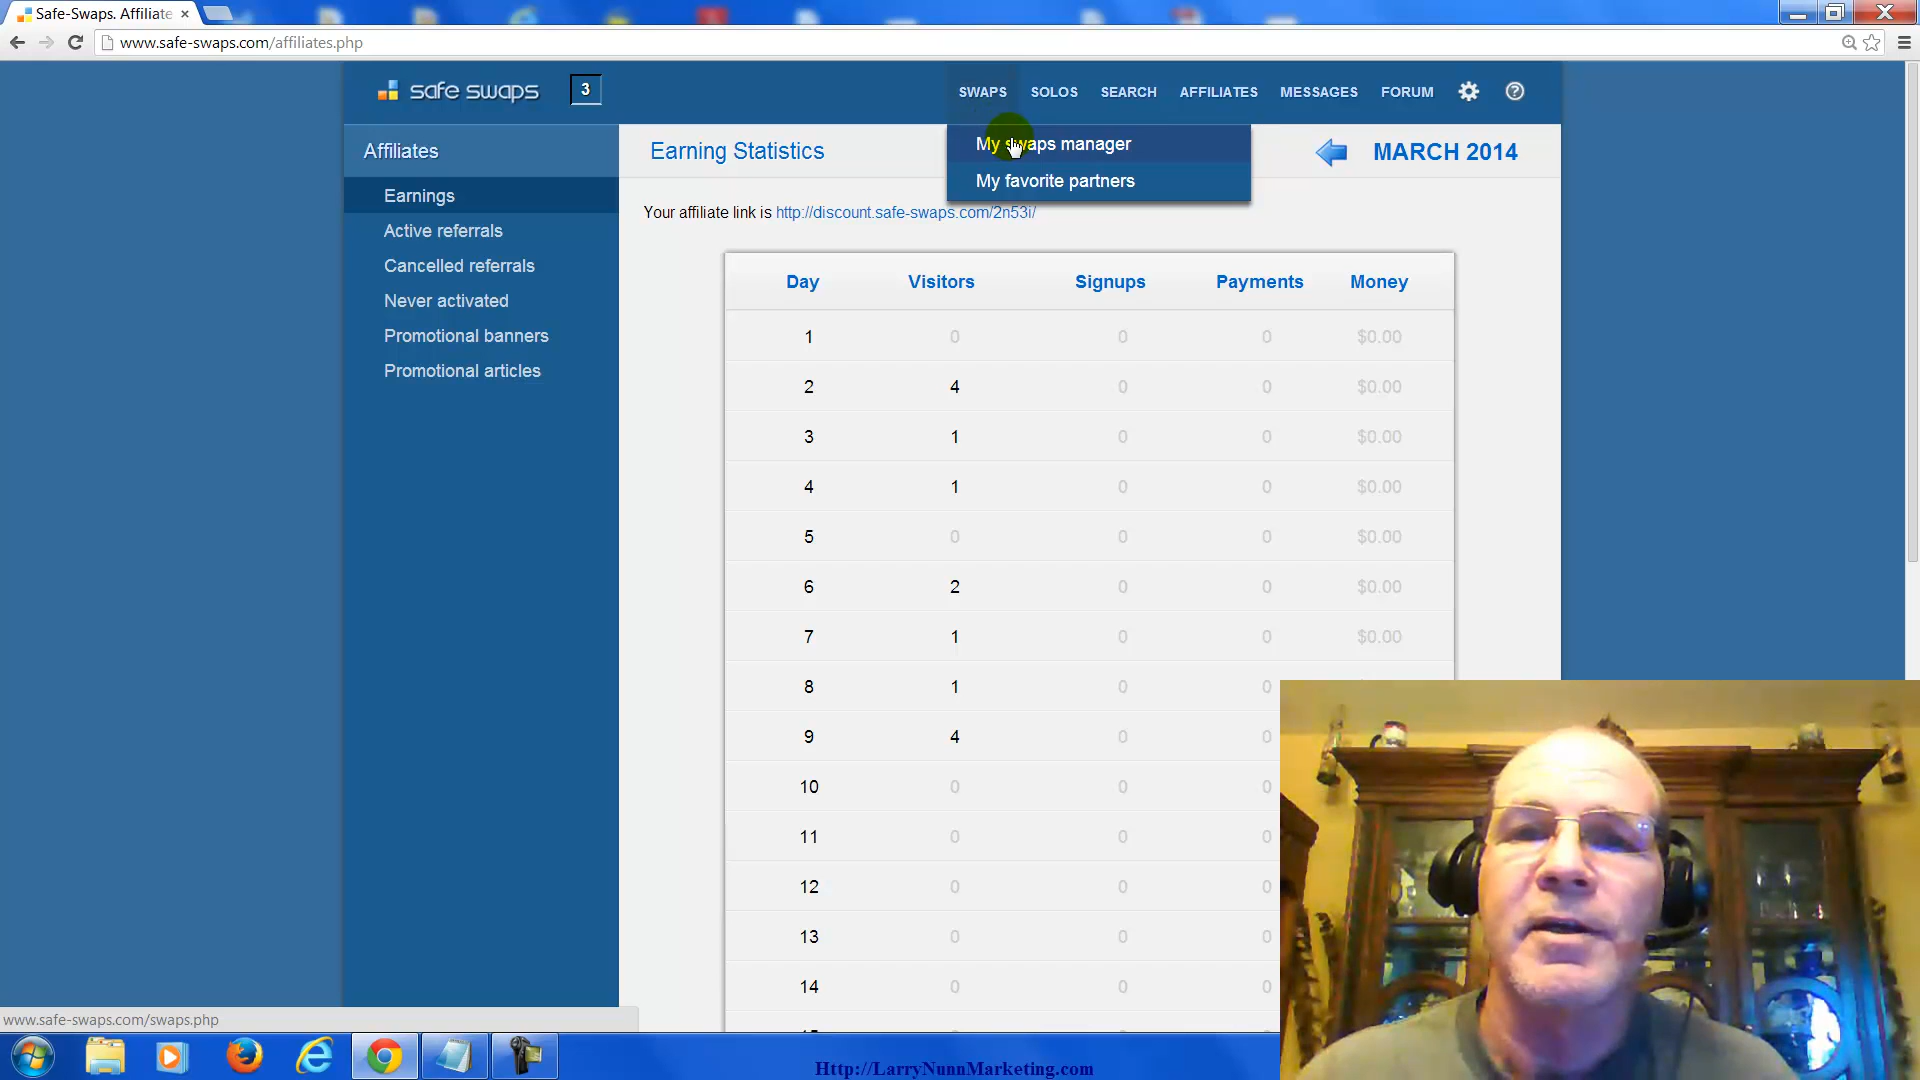 Safe-Swaps. Affiliate
www.safe-swaps.com/affiliates.php
safe swaps
3
SWAPS SOLOS SEARCH AFFILIATES MESSAGES FORUM
My swaps manager
My favorite partners
Affiliates
Earnings
Active referrals
Cancelled referrals
Never activated
Promotional banners
Promotional articles
Earning Statistics
MARCH 2014
Your affiliate link is http://discount.safe-swaps.com/2n53i/
Day Visitors Signups Payments Money
1 0 0 0 $0.00
2 4 0 0 $0.00
3 1 0 0 $0.00
4 1 0 0 $0.00
5 0 0 0 $0.00
6 2 0 0 $0.00
7 1 0 0 $0.00
8 1 0 0
9 4 0 0
10 0 0 0
11 0 0 0
12 0 0 0
13 0 0 0
14 0 0 0
www.safe-swaps.com/swaps.php
Http://LarryNunnMarketing.com